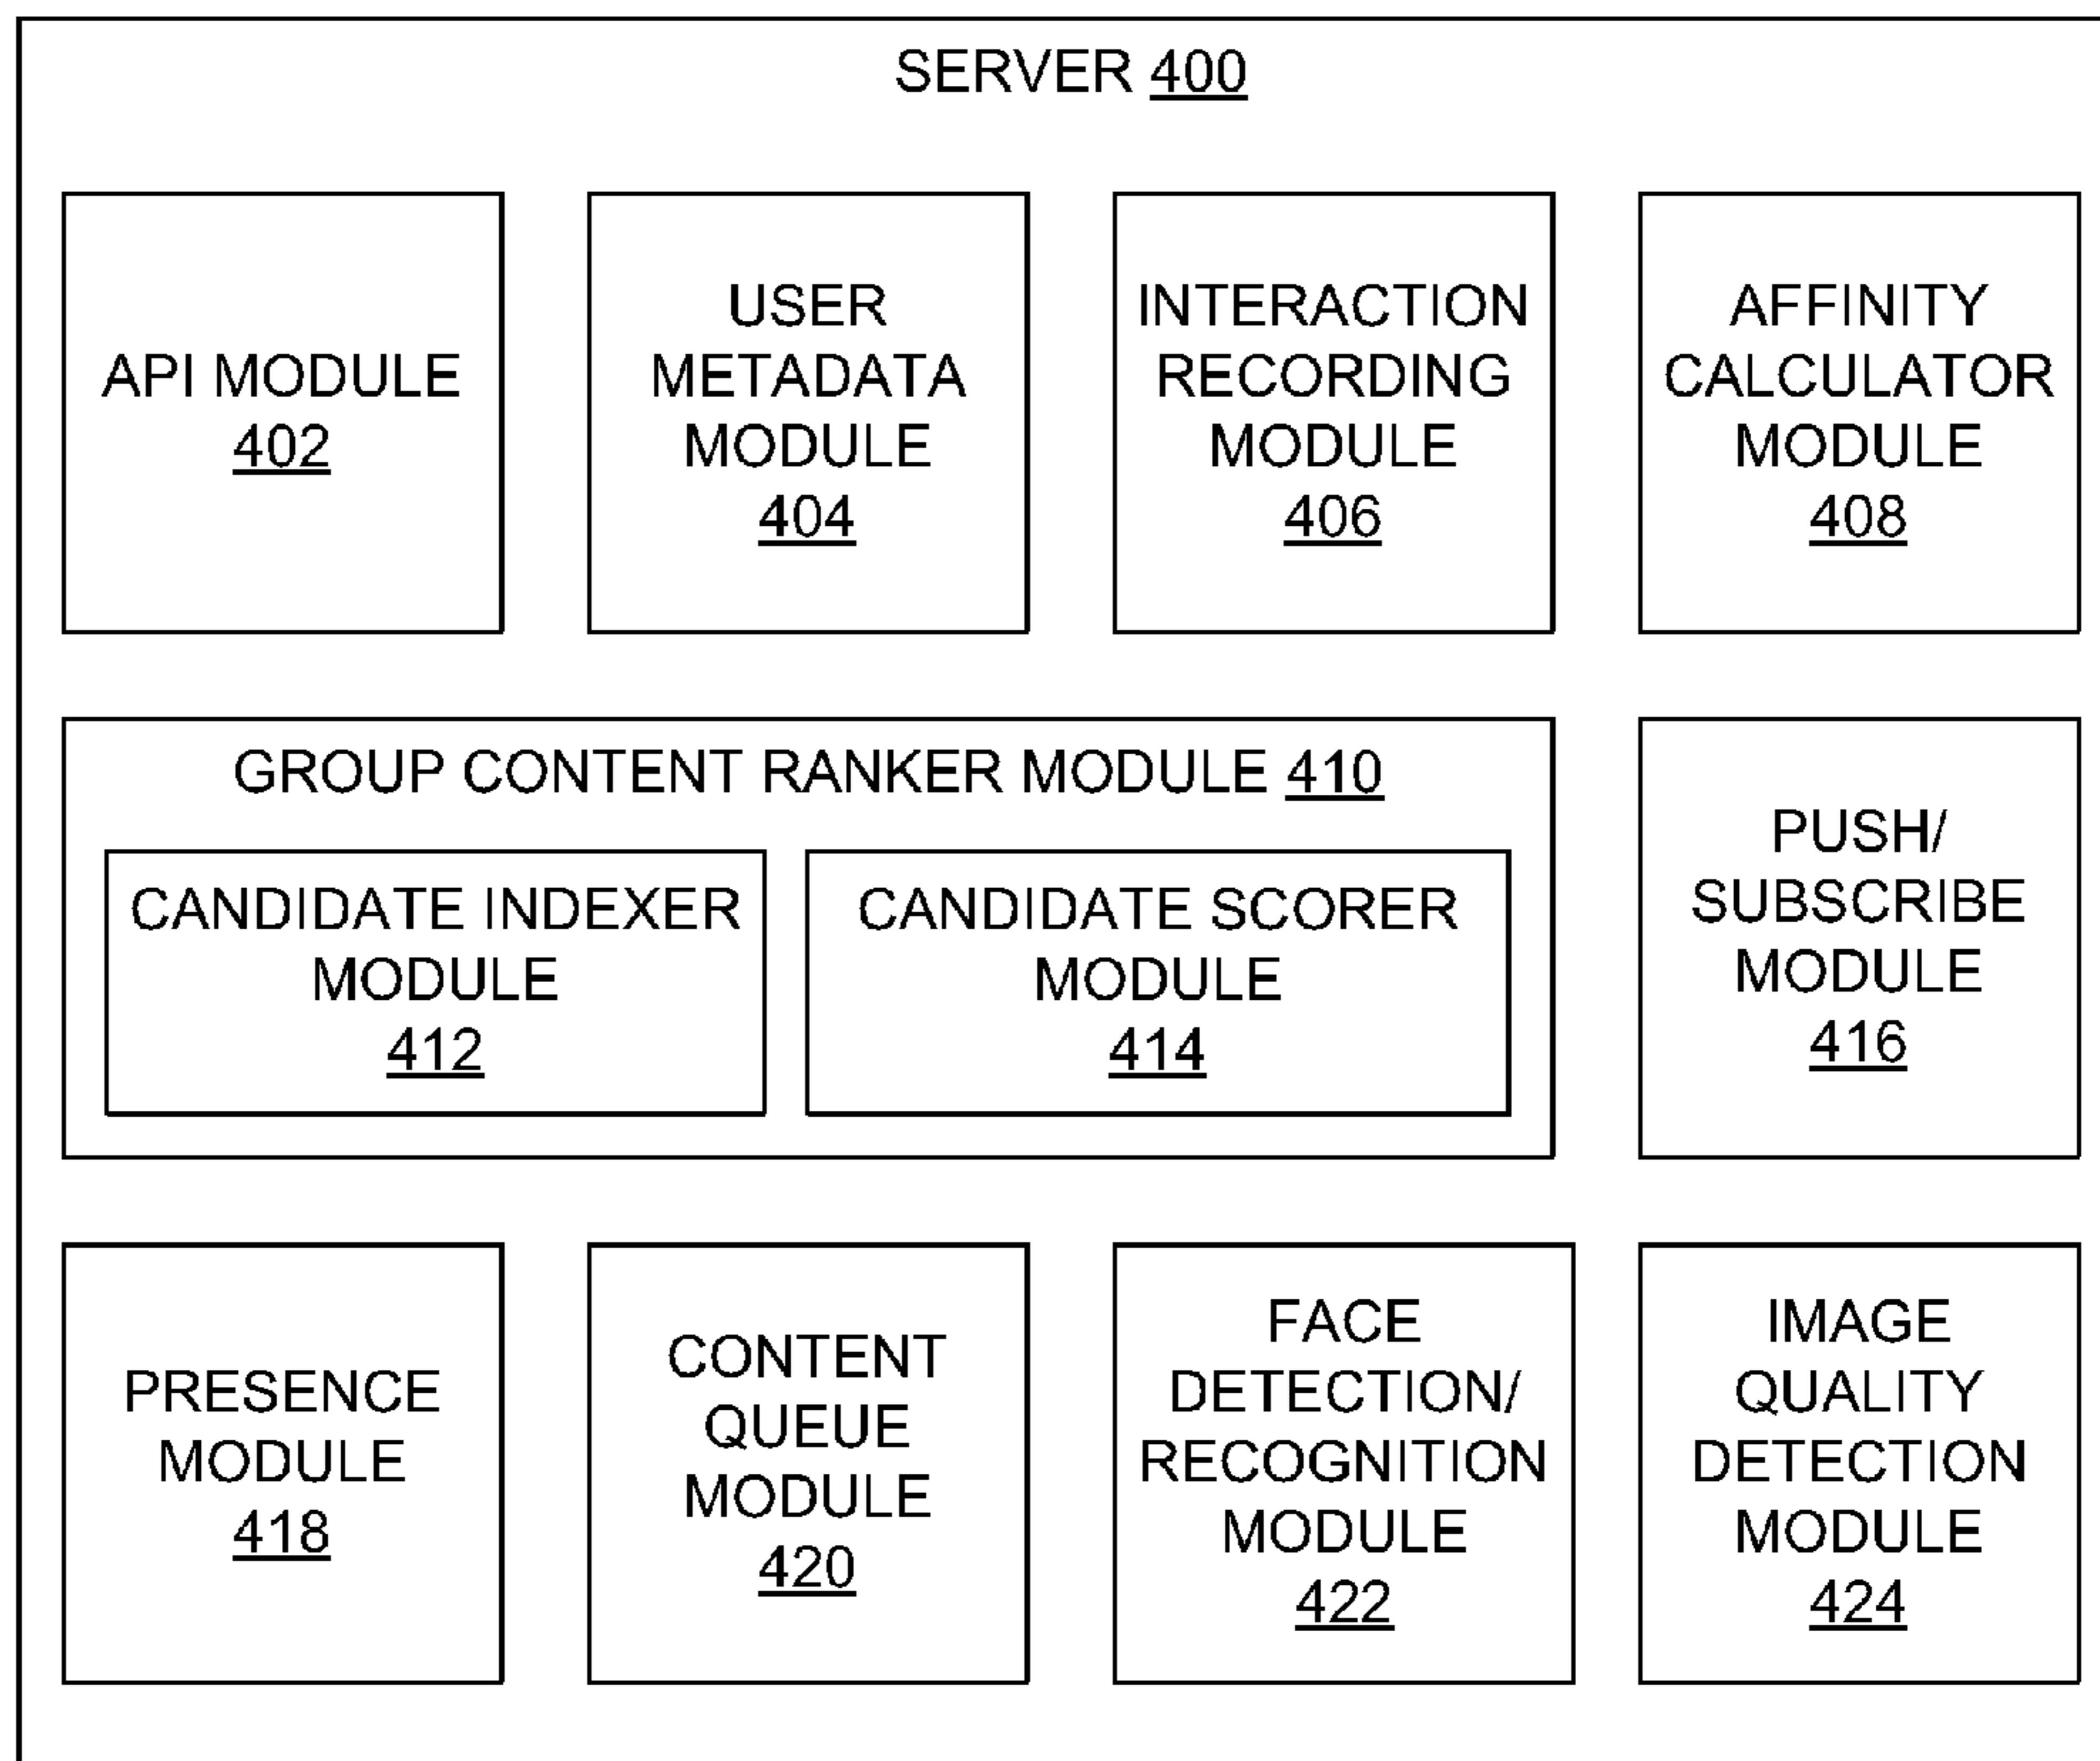 SERVER 400
API MODULE
402
USER
METADATA
MODULE
404
INTERACTION
RECORDING
MODULE
406
AFFINITY
CALCULATOR
MODULE
408
GROUP CONTENT RANKER MODULE 410
CANDIDATE INDEXER
MODULE
412
CANDIDATE SCORER
MODULE
414
PUSH/
SUBSCRIBE
MODULE
416
PRESENCE
MODULE
418
CONTENT
QUEUE
MODULE
420
FACE
DETECTION/
RECOGNITION
MODULE
422
IMAGE
QUALITY
DETECTION
MODULE
424